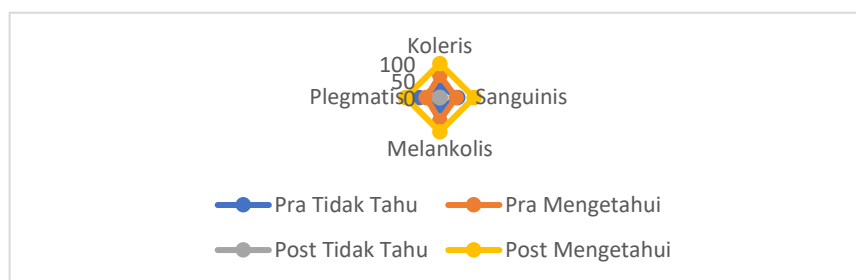 Koleris
100
50
Plegmatis 0 Sanguinis
Melankolis
Pra Tidak Tahu Pra Mengetahui
Post Tidak Tahu Post Mengetahui